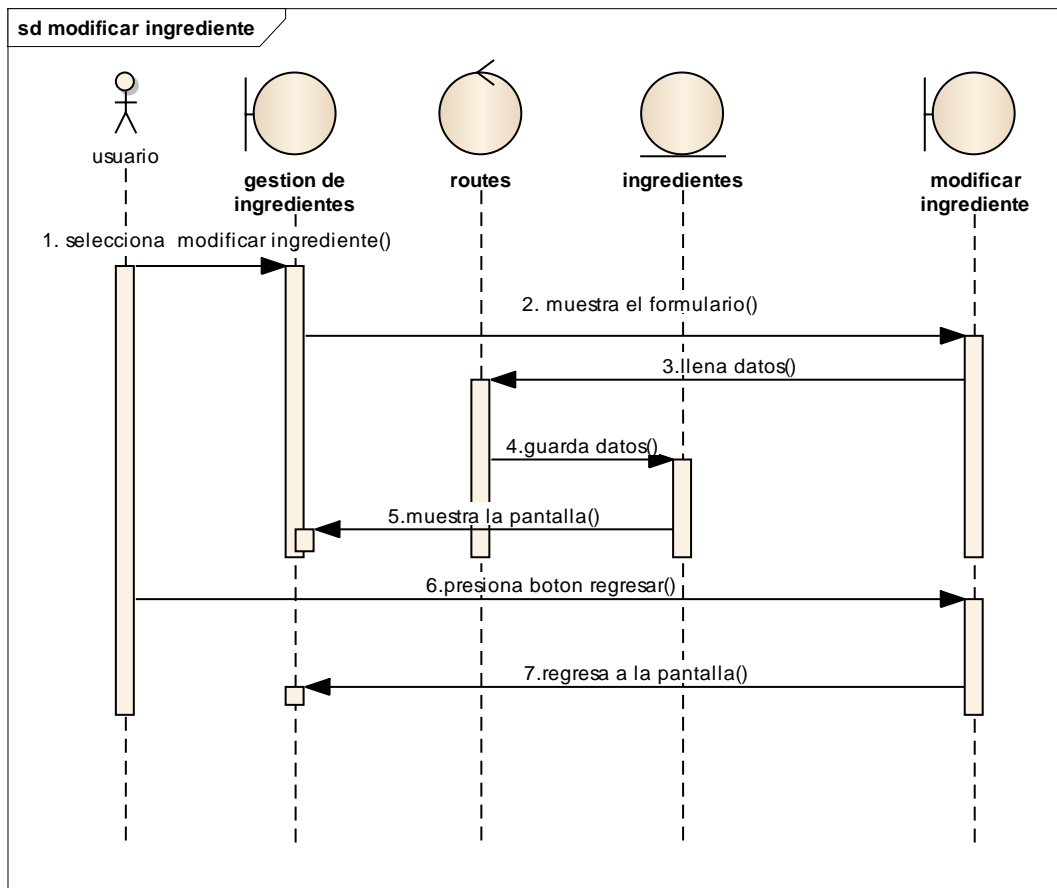 sd modificar ingrediente
usuario
gestion de
ingredientes
routes
ingredientes
modificar
ingrediente
1. selecciona  modificar ingrediente()
2. muestra el formulario()
3.llena datos()
4.guarda datos()
5.muestra la pantalla()
6.presiona boton regresar()
7.regresa a la pantalla()